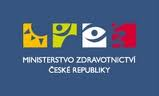 MINISTERSTVO ZDRAVOTNICTVÍ
ČESKÉ REPUBLIKY